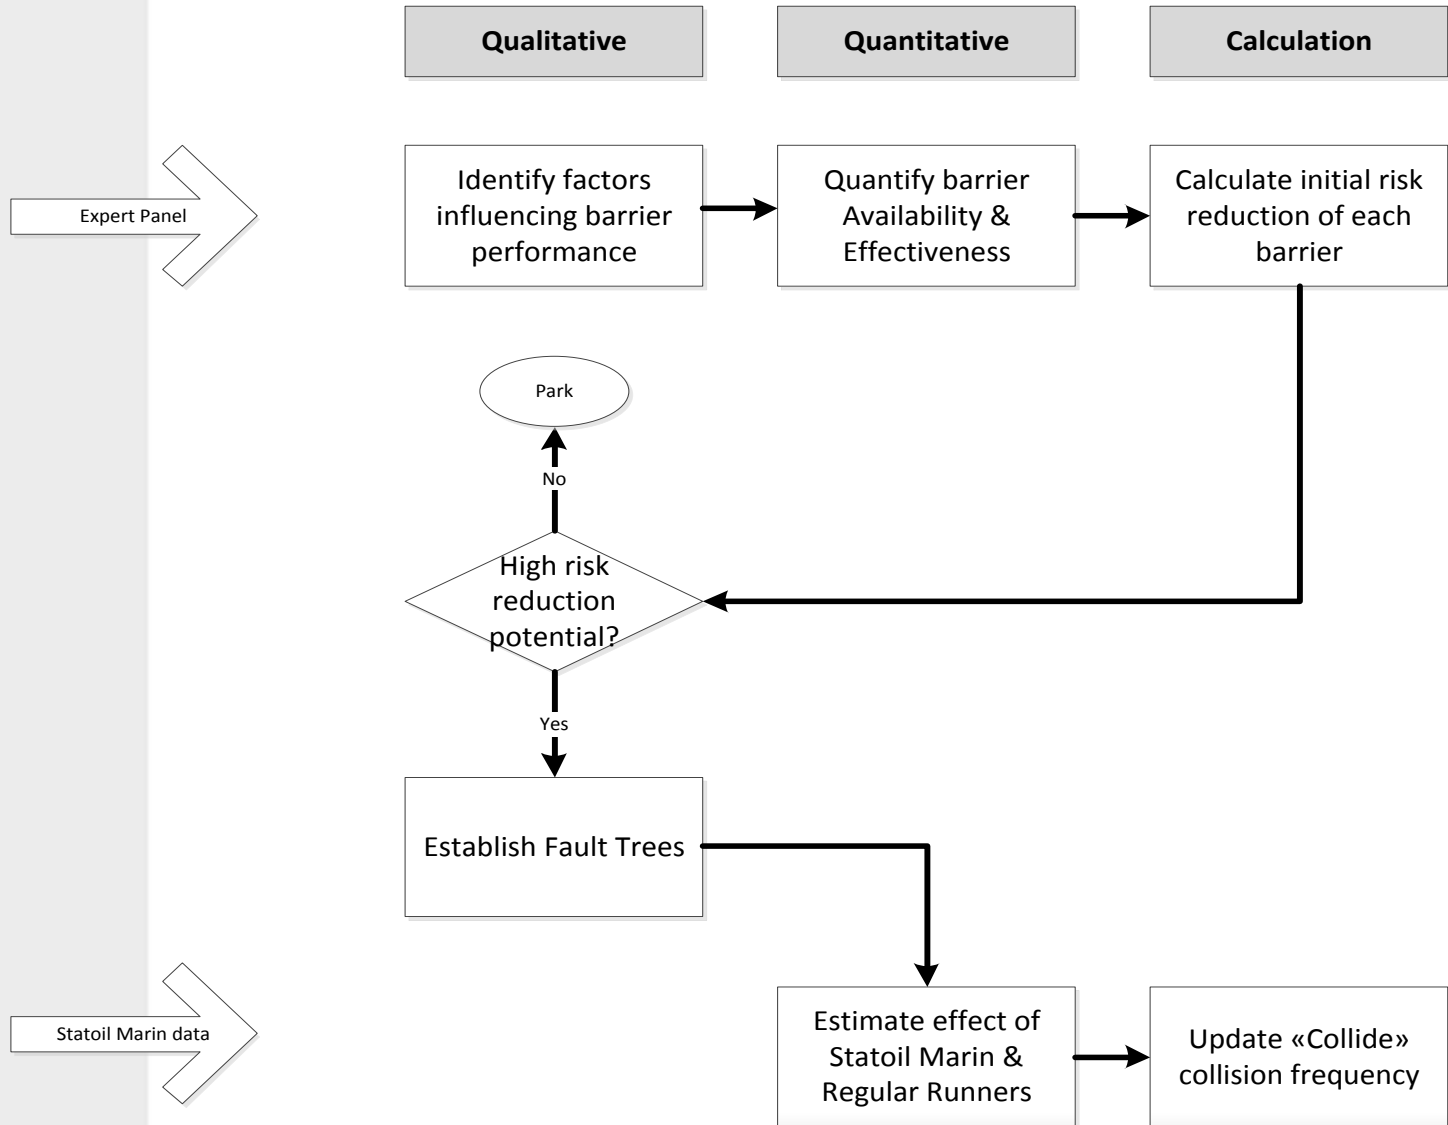 Qualitative
Quantitative
Calculation
Expert Panel
Identify factors
influencing barrier
performance
Quantify barrier
Availability &
Effectiveness
Calculate initial risk
reduction of each
barrier
Park
No
High risk
reduction
potential?
Yes
Establish Fault Trees
Statoil Marin data
Estimate effect of
Statoil Marin &
Regular Runners
Update «Collide»
collision frequency